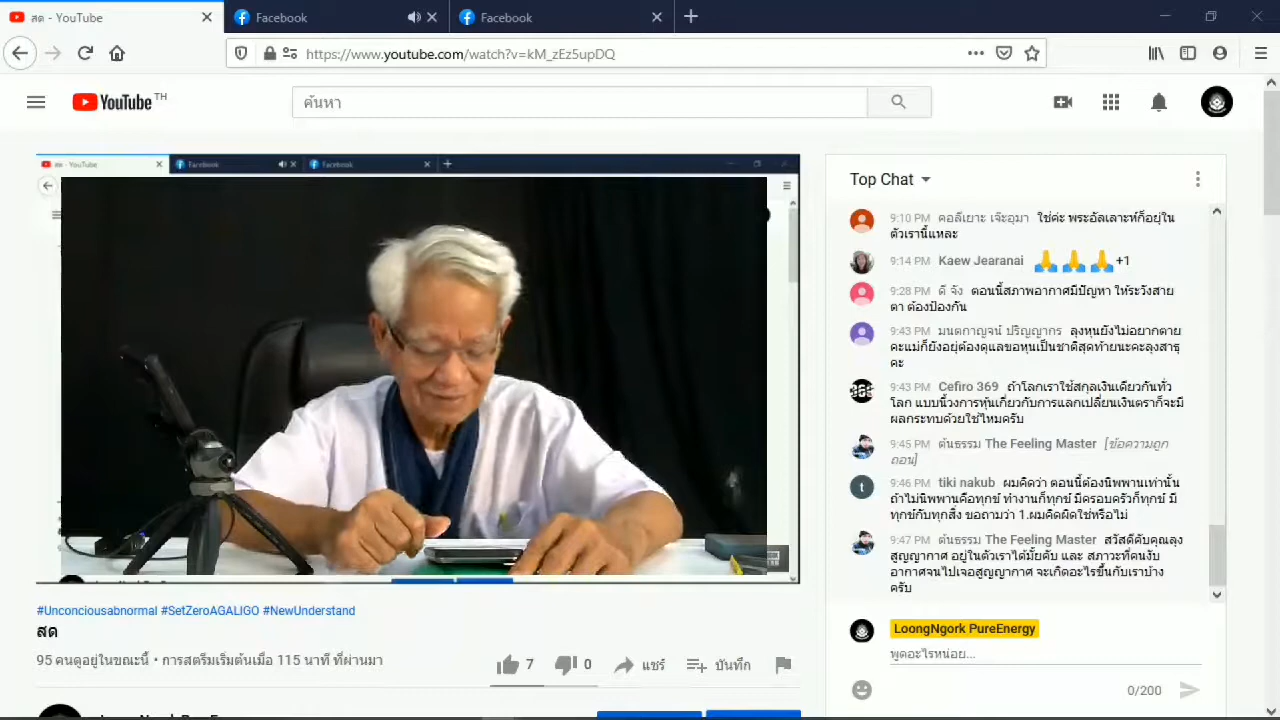 สด - YouTube
Facebook
Facebook
https://www.youtube.com/watch?v=kM_zEz5upDQ
YouTube TH
ค้นหา
สด - YouTube
Facebook
Facebook
Top Chat
9:10 PM คอลีเยาะ เจ๊ะอุมา ใช่ค่ะ พระอัลเลาะห์ก็อยู่ใน
ตัวเรานี้แหละ
9:14 PM Kaew Jearanai 🙏🙏🙏+1
9:28 PM ดี จัง ตอนนี้สภาพอากาศมีปัญหา ให้ระวังสาย
ตา ต้องป้องกัน
9:43 PM มนตกาญจน์ ปริญญากร ลุงหุนยังไม่อยากตาย
คะแม่ก็ยังอยู่ต้องดูแลขอหุนเป็นชาติสุดท้ายนะคะลุงสาธุ
คะ
9:43 PM Cefiro 369 ถ้าโลกเราใช้สกุลเงินเดียวกันทั่ว
โลก แบบนี้วงการหุ้นเกี่ยวกับการแลกเปลี่ยนเงินตราก็จะมี
ผลกระทบด้วยใช่ไหมครับ
9:45 PM ต้นธรรม The Feeling Master [ข้อความถูก
ถอน]
9:46 PM tiki nakub ผมคิดว่า ตอนนี้ต้องนิพพานเท่านั้น
ถ้าไม่นิพพานคือทุกข์ ทำงานก็ทุกข์ มีครอบครัวก็ทุกข์ มี
ทุกข์กับทุกสิ่ง ขอถามว่า 1.ผมคิดผิดใช่หรือไม่
9:47 PM ต้นธรรม The Feeling Master สวัสดีคับคุณลุง
สูญญากาศ อยู่ในตัวเราได้มั้ยคับ และ สภาวะที่คนงับ
อากาศจนไปเจอสูญญากาศ จะเกิดอะไรขึ้นกับเราบ้าง
ครับ
LoongNgork PureEnergy
พูดอะไรหน่อย...
0/200
#Unconciousabnormal #SetZeroAGALIGO #NewUnderstand
สด
95 คนดูอยู่ในขณะนี้ • การสตรีมเริ่มต้นเมื่อ 115 นาที ที่ผ่านมา
7
0
แชร์
บันทึก